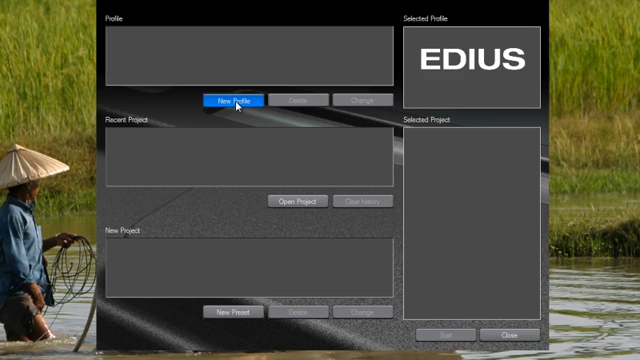 Profile
New Profile
Delete
Change
Recent Project
Open Project
Clear history
New Project
New Preset
Delete
Change
Selected Profile
EDIUS
Selected Project
Start
Close